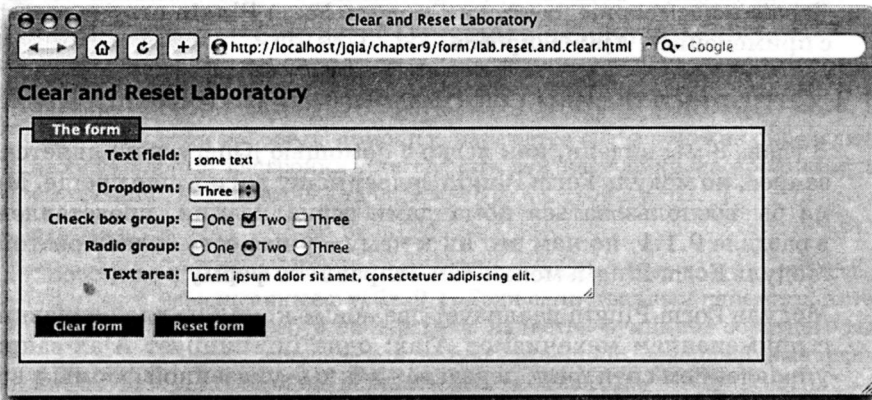 Clear and Reset Laboratory
http://localhost/jqia/chapter9/form/lab.reset.and.clear.html
Google
Clear and Reset Laboratory
The form
Text field: some text
Dropdown: Three
Check box group: One Two Three
Radio group: One Two Three
Text area: Lorem ipsum dolor sit amet, consectetuer adipiscing elit.
Clear form Reset form